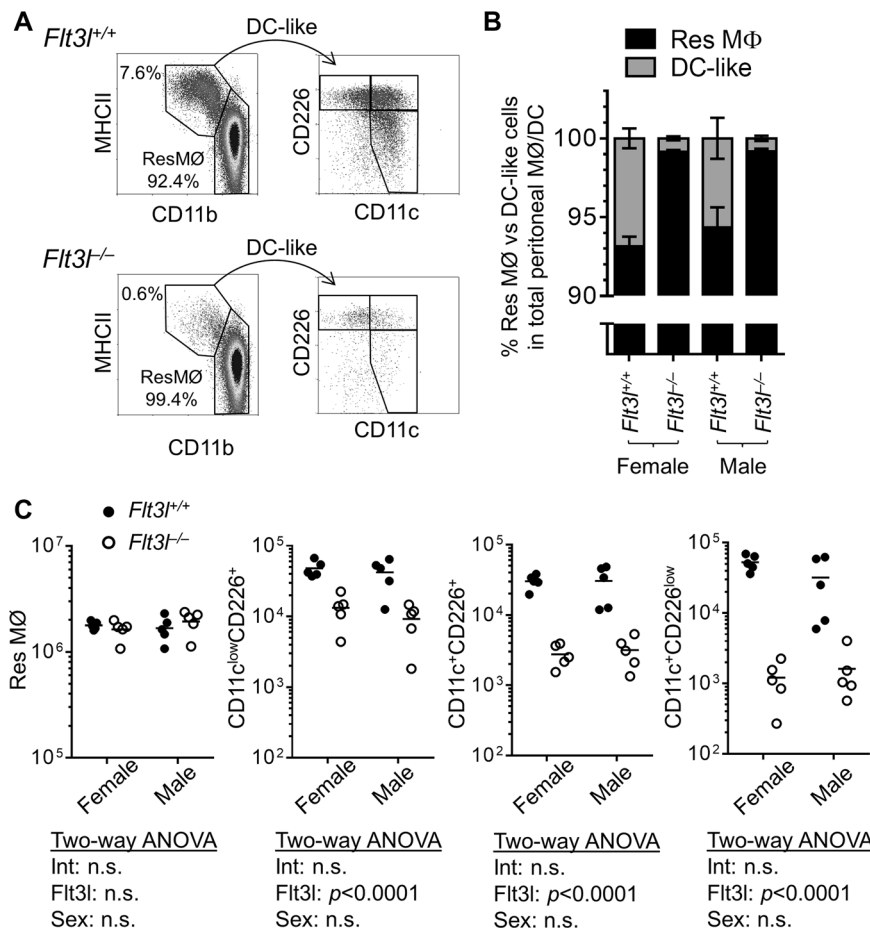 A
Flt3l+/+
DC-like
7.6%
MHCII
ResMØ
92.4%
CD11b
CD226
CD11c
Flt3l–/–
DC-like
0.6%
MHCII
ResMØ
99.4%
CD11b
CD226
CD11c
B
Res MΦ
DC-like
% Res MØ vs DC-like cells
in total peritoneal MØ/DC
100
95
90
Flt3l+/+
Flt3l–/–
Flt3l+/+
Flt3l–/–
Female
Male
C
Flt3l+/+
Flt3l–/–
Res MØ
10^7
10^6
10^5
Female
Male
Two-way ANOVA
Int: n.s.
Flt3l: n.s.
Sex: n.s.
CD11c^lowCD226+
10^5
10^4
10^3
10^2
Female
Male
Two-way ANOVA
Int: n.s.
Flt3l: p<0.0001
Sex: n.s.
CD11c+CD226+
10^5
10^4
10^3
10^2
Female
Male
Two-way ANOVA
Int: n.s.
Flt3l: p<0.0001
Sex: n.s.
CD11c+CD226^low
10^5
10^4
10^3
10^2
Female
Male
Two-way ANOVA
Int: n.s.
Flt3l: p<0.0001
Sex: n.s.